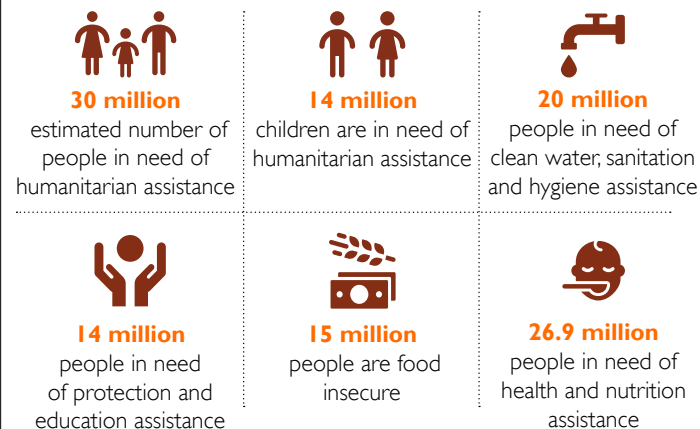 30 million
estimated number of
people in need of
humanitarian assistance
14 million
children are in need of
humanitarian assistance
20 million
people in need of
clean water, sanitation
and hygiene assistance
14 million
people in need
of protection and
education assistance
15 million
people are food
insecure
26.9 million
people in need of
health and nutrition
assistance